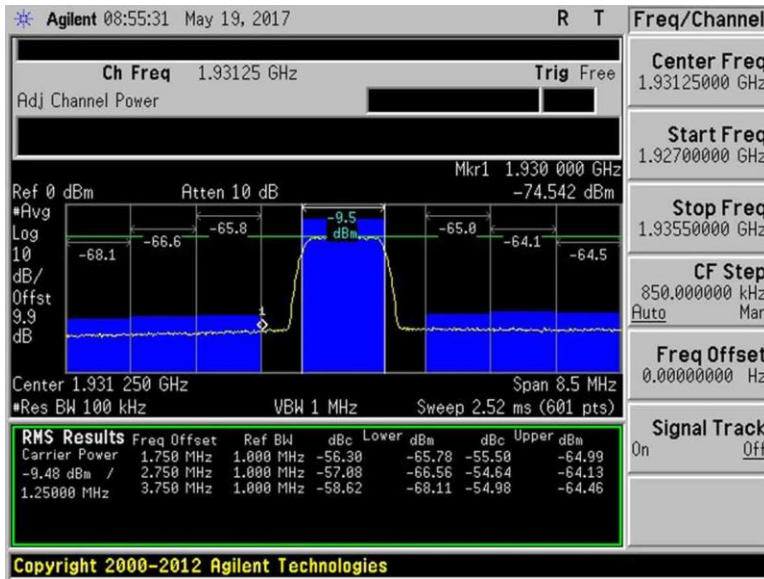 Agilent 08:55:31 May 19, 2017 R T
Freq/Channel
Ch Freq 1.93125 GHz Trig Free
Adj Channel Power
Center Freq
1.93125000 GHz
Start Freq
1.92700000 GHz
Stop Freq
1.93550000 GHz
CF Step
850.000000 kHz
Auto Man
Freq Offset
0.00000000 Hz
Signal Track
On Off
Mkr1 1.930 000 GHz
Ref 0 dBm Atten 10 dB -74.542 dBm
#Avg
Log
10
dB/
Offst
9.9
dB
-68.1 -66.6 -65.8 -9.5 dBm -65.0 -64.1 -64.5
1
Center 1.931 250 GHz Span 8.5 MHz
#Res BW 100 kHz VBW 1 MHz Sweep 2.52 ms (601 pts)
RMS Results Freq Offset Ref BW dBc Lower dBm dBc Upper dBm
Carrier Power 1.750 MHz 1.000 MHz -56.30 -65.78 -55.50 -64.99
-9.48 dBm / 2.750 MHz 1.000 MHz -57.08 -66.56 -54.64 -64.13
1.25000 MHz 3.750 MHz 1.000 MHz -58.62 -68.11 -54.98 -64.46
Copyright 2000-2012 Agilent Technologies